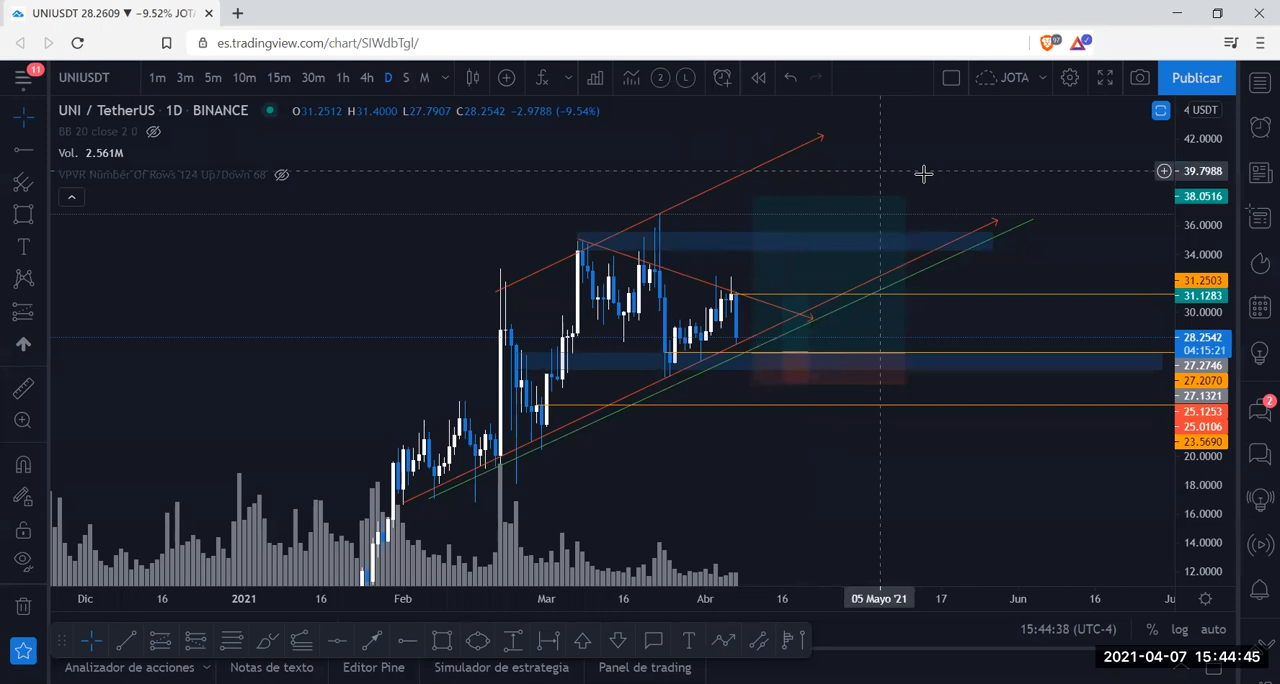 UNIUSDT 28.2609 ▼ −9.52% JOTA
es.tradingview.com/chart/SIWdbTgl/
97
11
UNIUSDT 1m 3m 5m 10m 15m 30m 1h 4h D S M 2 L JOTA Publicar
UNI / TetherUS · 1D · BINANCE O31.2512 H31.4000 L27.7907 C28.2542 −2.9788 (−9.54%)
4 USDT
BB 20 close 2 0
42.0000
Vol. 2.561M
VPVR Number Of Rows 124 Up/Down 68
39.7988
38.0516
36.0000
34.0000
31.2503
31.1283
30.0000
28.2542
04:15:21
27.2746
27.2070
27.1321
25.1253
2
25.0106
23.5690
20.0000
18.0000
16.0000
14.0000
12.0000
Dic 16 2021 16 Feb Mar 16 Abr 16 05 Mayo '21 17 Jun 16 Ju
15:44:38 (UTC-4) % log auto
2021-04-07 15:44:45
Analizador de acciones Notas de texto Editor Pine Simulador de estrategia Panel de trading